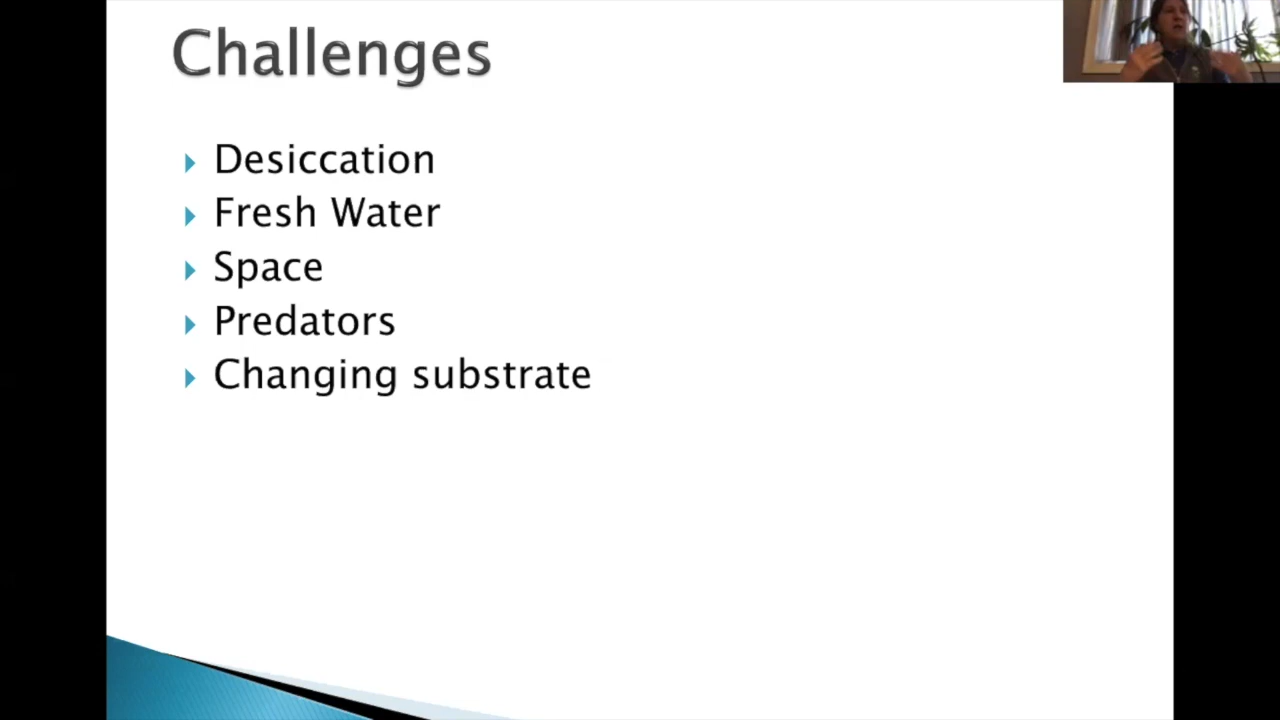 Challenges
Desiccation
Fresh Water
Space
Predators
Changing substrate